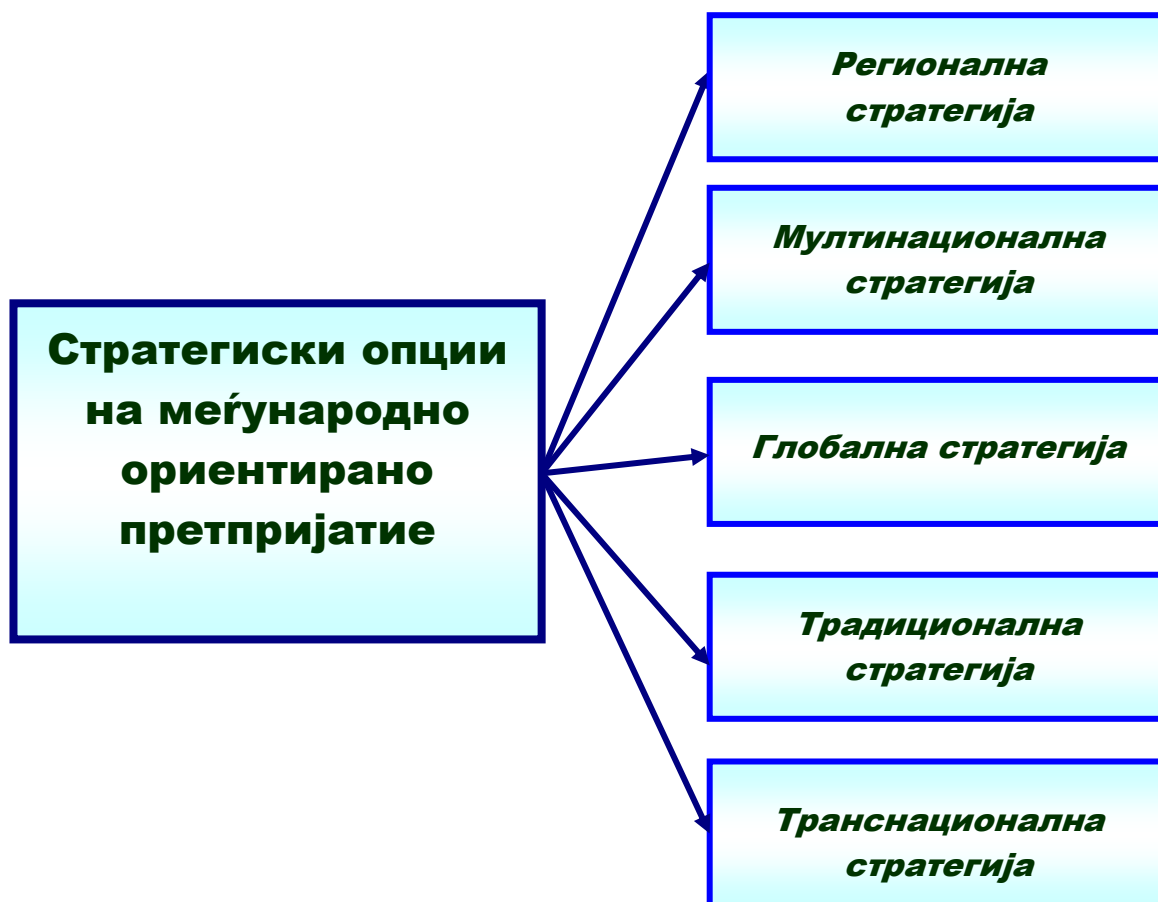 Регионална
стратегија
Мултинационална
стратегија
Стратегиски опции
на меѓународно
ориентирано
претпријатие
Глобална стратегија
Традиционална
стратегија
Транснационална
стратегија